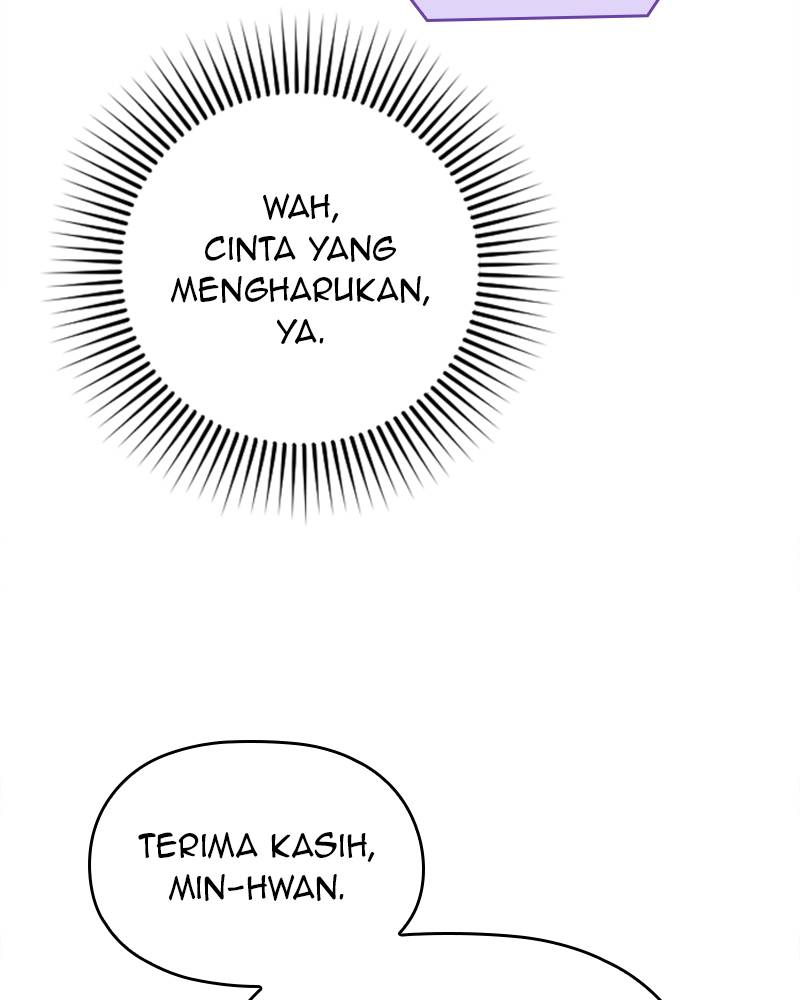 WAH,
CINTA YANG
MENGHARUKAN,
YA.
TERIMA KASIH,
MIN-HWAN.